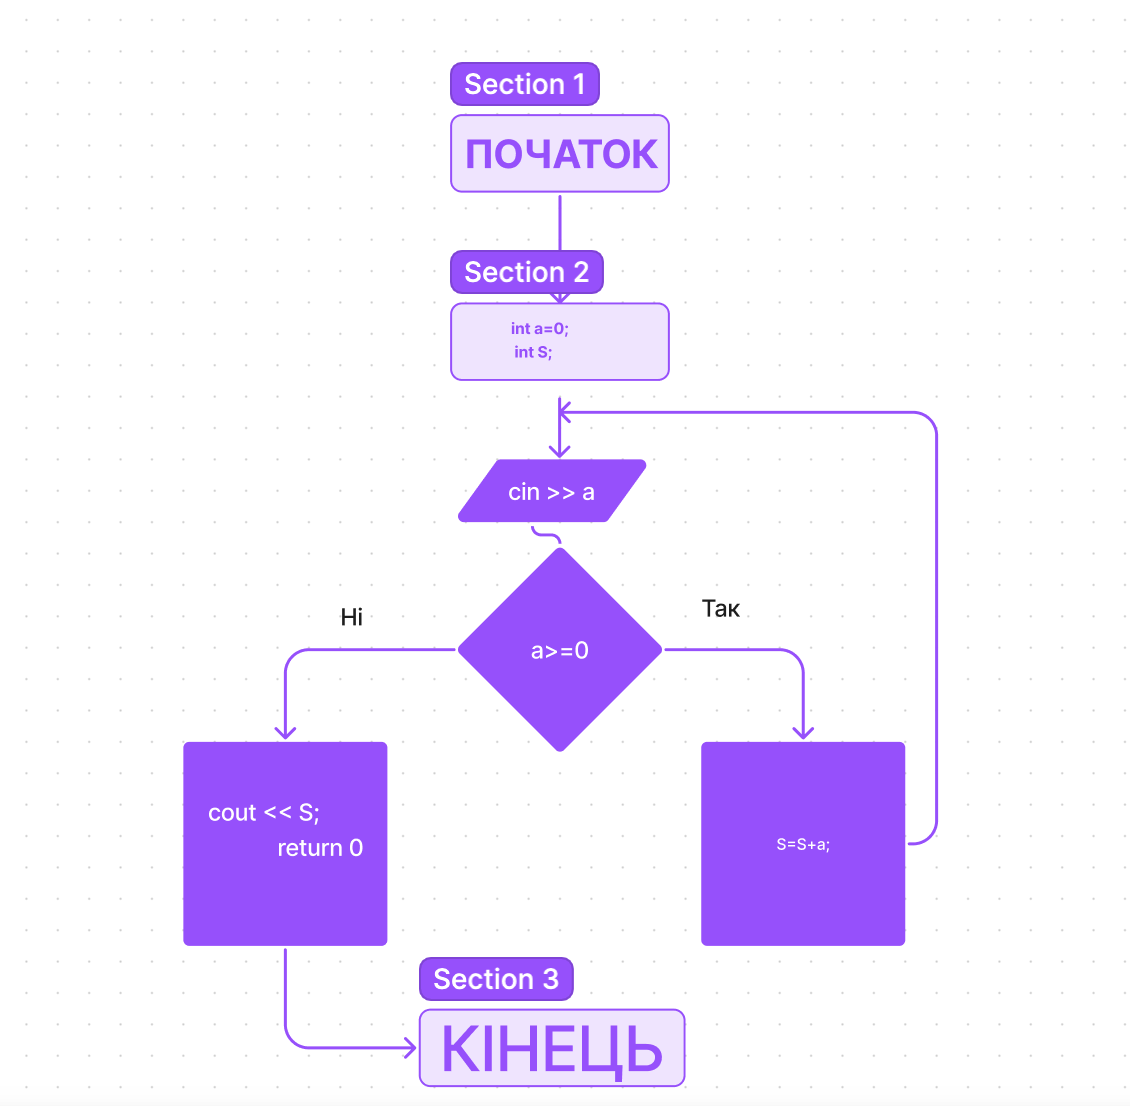 Section 1
ПОЧАТОК
Section 2
int a=0;
int S;
cin >> a
Ні
Так
a>=0
cout << S;
return 0
S=S+a;
Section 3
КІНЕЦЬ